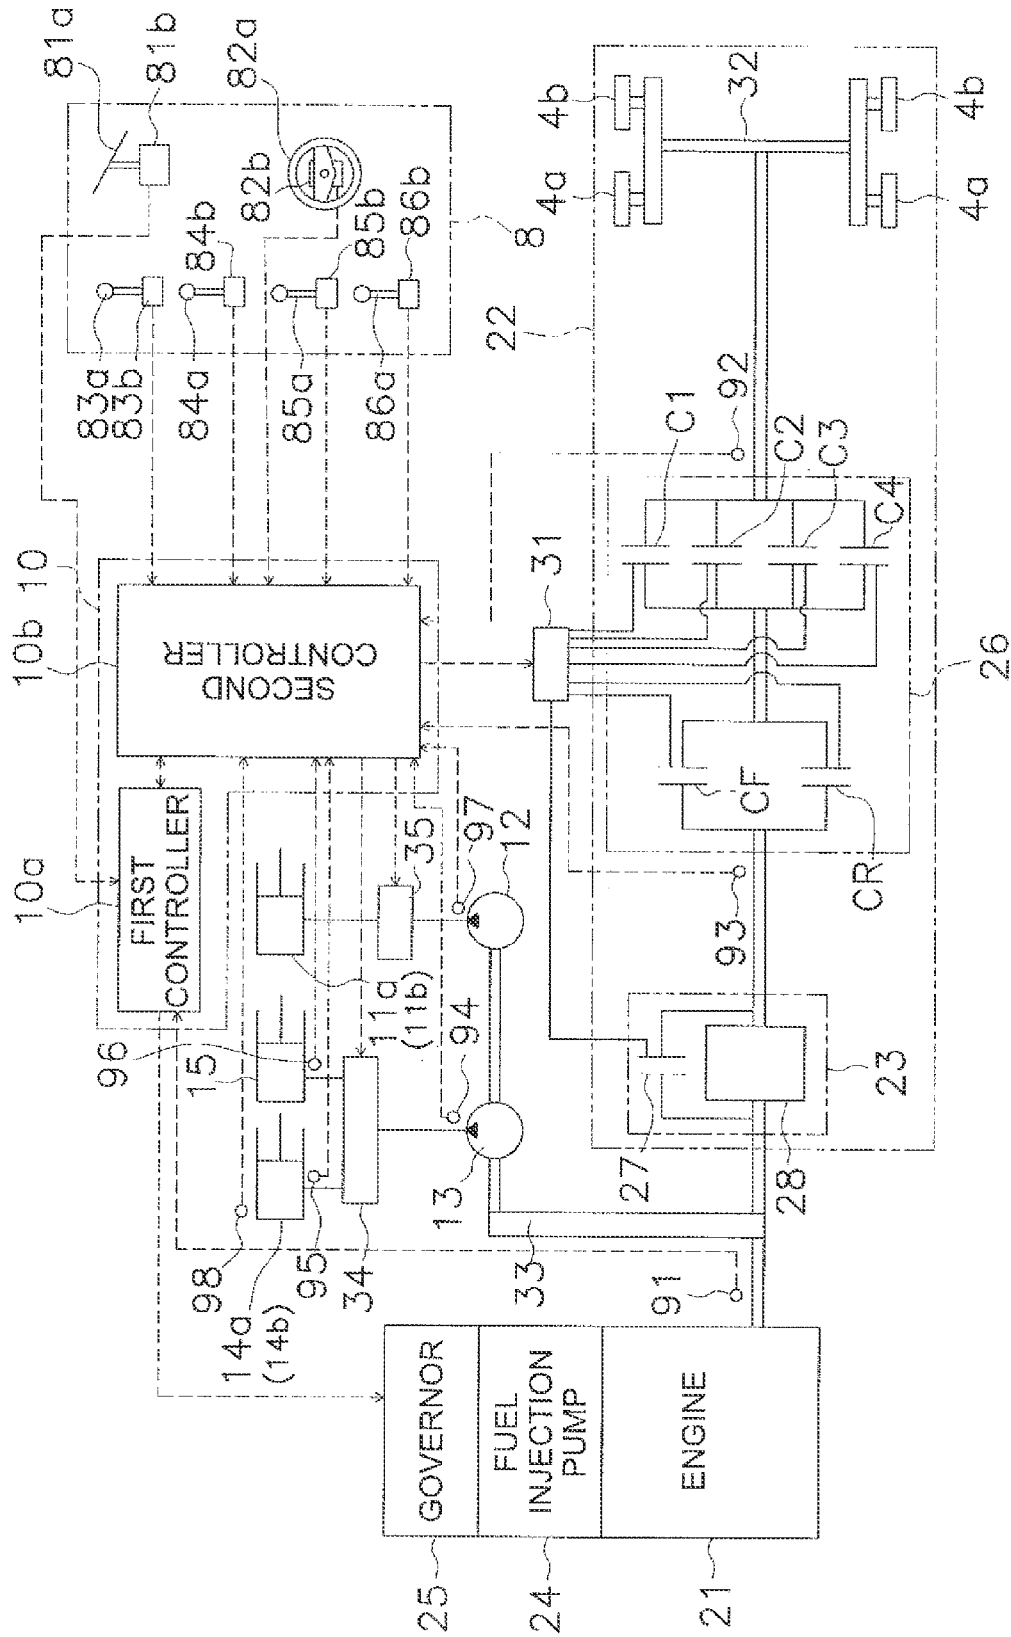 81a
81b
82a
82b
83a
83b
84a
84b
85a
85b
86a
86b
8
10
10b
10a
SECOND
CONTROLLER
FIRST
CONTROLLER
96
15
98
14a
(14b)
95
34
11a
(11b)
35
97
12
94
13
33
91
GOVERNOR
FUEL
INJECTION
PUMP
ENGINE
25
24
21
22
31
92
93
C1
C2
C3
C4
CF
CR
26
23
27
28
32
4b
4a
4b
4a